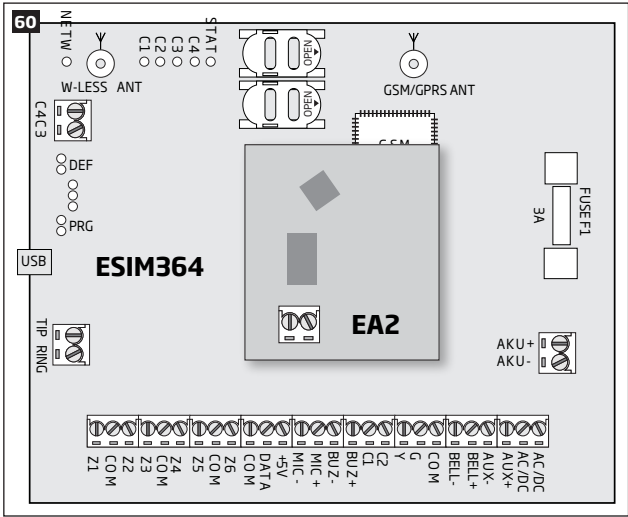 60
NETW
C1
C2
C3
C4
STAT
W-LESS ANT
OPEN
OPEN
GSM/GPRS ANT
C4 C3
DEF
PRG
GSM
FUSE F1
3A
USB
ESIM364
EA2
TIP RING
AKU+
AKU-
Z1
COM
Z2
Z3
COM
Z4
Z5
COM
Z6
COM
DATA
+5V
MIC-
MIC+
BUZ-
BUZ+
C1
C2
Y
G
COM
BELL-
BELL+
AUX-
AUX+
AC/DC
AC/DC